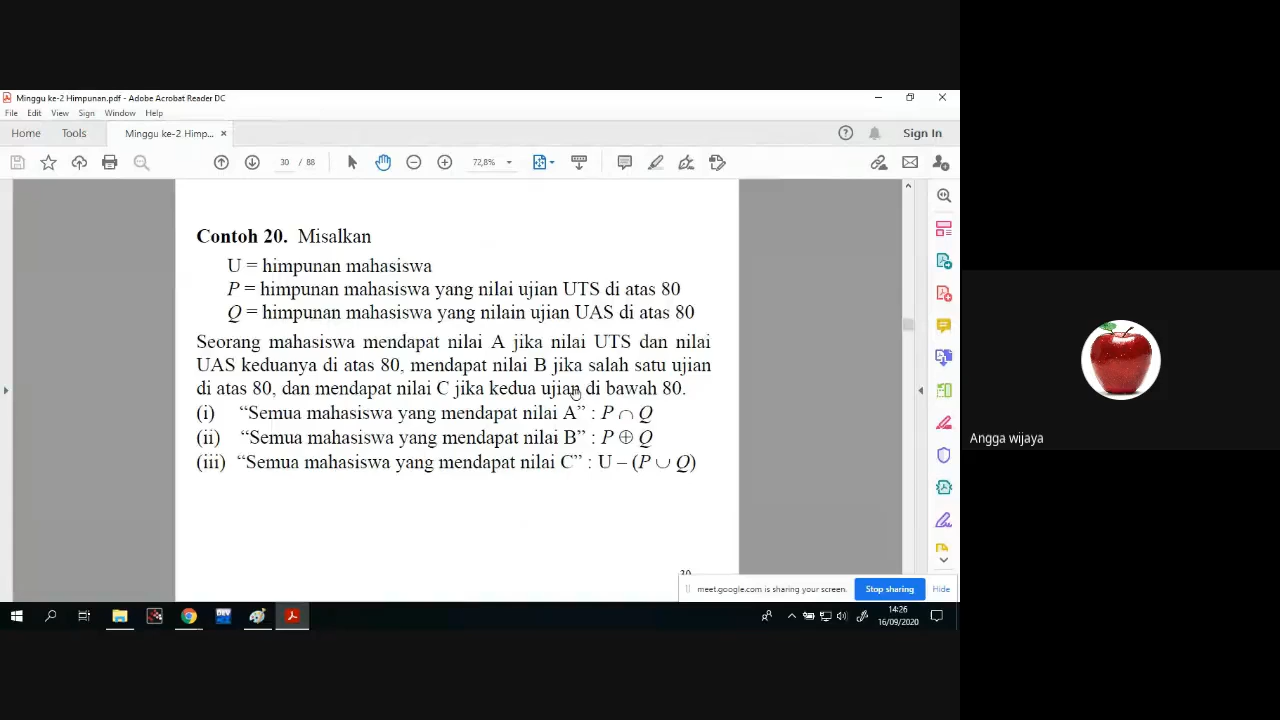 Minggu ke-2 Himpunan.pdf - Adobe Acrobat Reader DC
File Edit View Sign Window Help
Home Tools Minggu ke-2 Himp... × Sign In
30 / 88 72,8%
Contoh 20. Misalkan
U = himpunan mahasiswa
P = himpunan mahasiswa yang nilai ujian UTS di atas 80
Q = himpunan mahasiswa yang nilain ujian UAS di atas 80
Seorang mahasiswa mendapat nilai A jika nilai UTS dan nilai
UAS keduanya di atas 80, mendapat nilai B jika salah satu ujian
di atas 80, dan mendapat nilai C jika kedua ujian di bawah 80.
(i) “Semua mahasiswa yang mendapat nilai A” : P ∩ Q
(ii) “Semua mahasiswa yang mendapat nilai B” : P ⊕ Q
(iii) “Semua mahasiswa yang mendapat nilai C” : U – (P ∪ Q)
Angga wijaya
30
meet.google.com is sharing your screen. Stop sharing Hide
DEV
14:26
16/09/2020